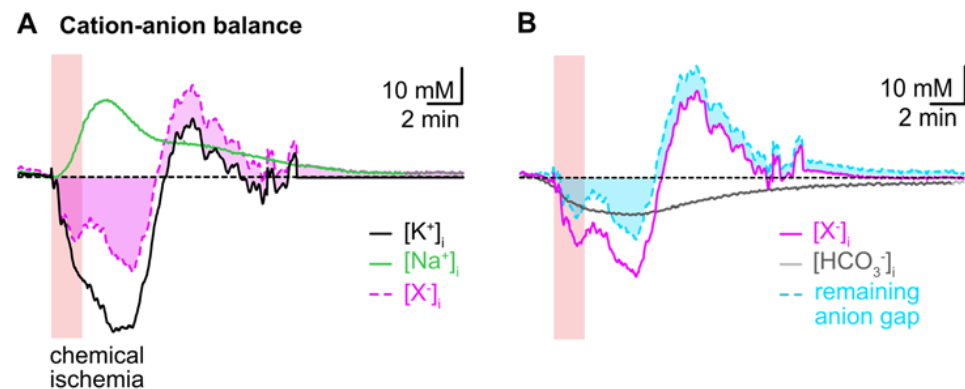 A Cation-anion balance
10 mM
2 min
[K⁺]ᵢ
[Na⁺]ᵢ
[X⁻]ᵢ
chemical
ischemia
B
10 mM
2 min
[X⁻]ᵢ
[HCO₃⁻]ᵢ
remaining
anion gap